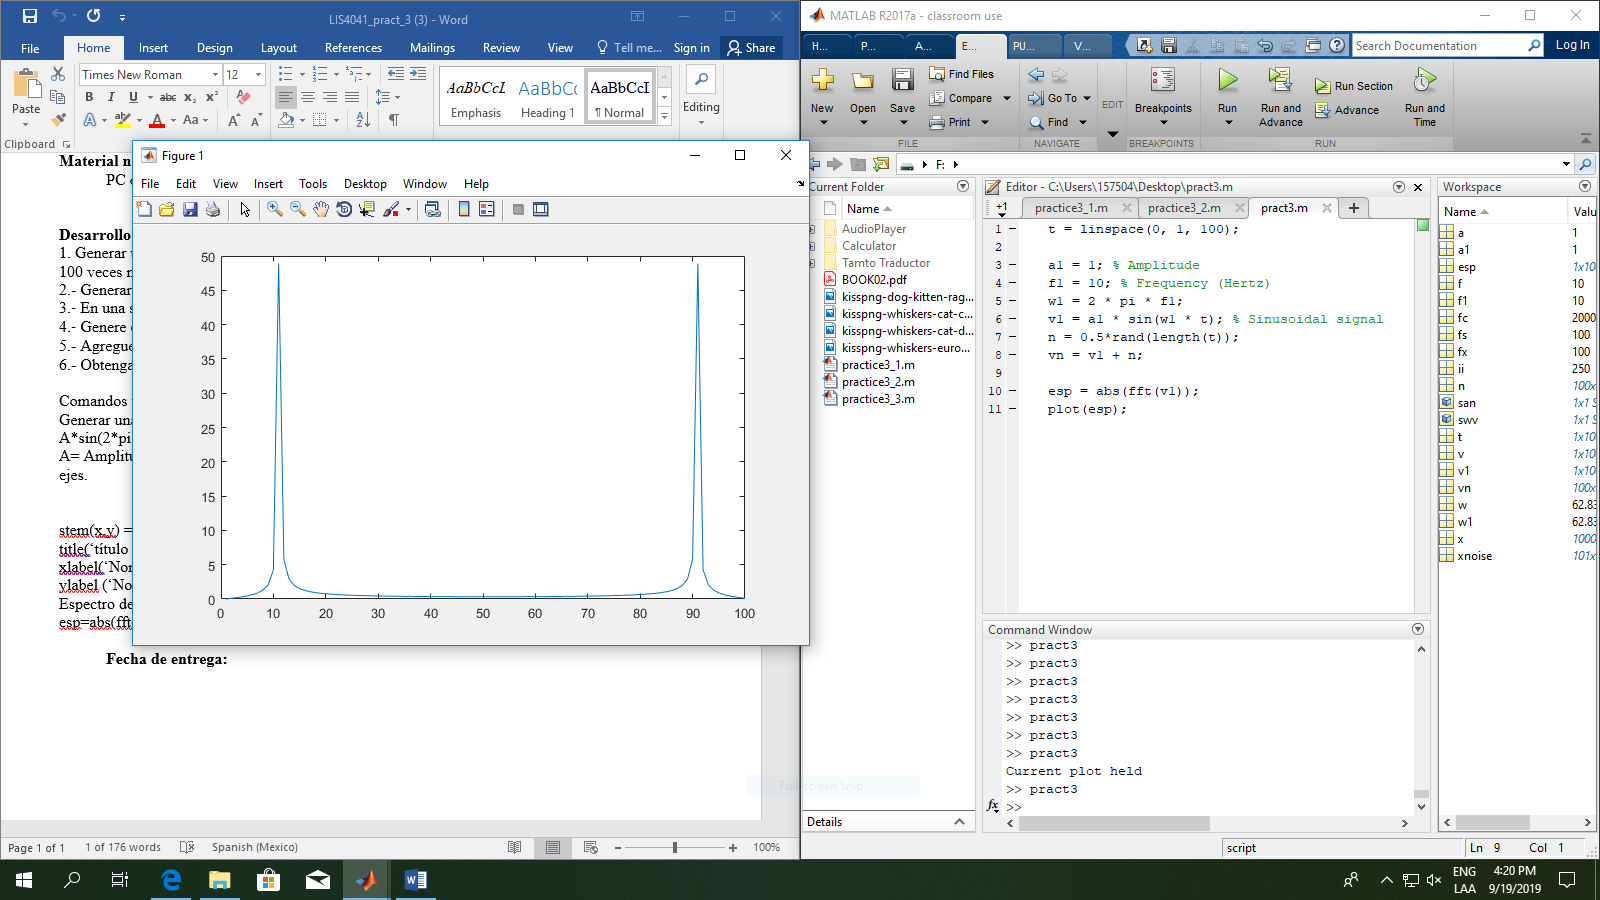 LIS4041_pract_3 (3) - Word
File Home Insert Design Layout References Mailings Review View Tell me... Sign in Share
Times New Roman 12
Paste
B I U abc x₂ x²
A ab A Aa A A
Clipboard
AaBbCcI AaBbCc AaBbCcI
Emphasis Heading 1 ¶ Normal
Editing
Material n
PC
Desarrollo
1. Generar
100 veces
2.- Generar
3.- En una s
4.- Genere
5.- Agregue
6.- Obtenga
Comandos
Generar una
A*sin(2*pi
A= Amplitu
ejes.
stem(x,y) =
title(‘título
xlabel(‘Nor
ylabel (‘No
Espectro de
esp=abs(fft
Fecha de entrega:
Figure 1
File Edit View Insert Tools Desktop Window Help
50
45
40
35
30
25
20
15
10
5
0
0 10 20 30 40 50 60 70 80 90 100
Fullscreen Snip
Page 1 of 1 1 of 176 words Spanish (Mexico) 100%
MATLAB R2017a - classroom use
H... P... A... E... PU... V... Search Documentation Log In
New Open Save
Find Files
Compare
Print
FILE
Go To
Find
NAVIGATE
EDIT
Breakpoints
BREAKPOINTS
Run Run and Advance
Run Section
Advance
Run and Time
RUN
F:
Current Folder
Name
AudioPlayer
Calculator
Tamto Traductor
BOOK02.pdf
kisspng-dog-kitten-rag...
kisspng-whiskers-cat-c...
kisspng-whiskers-cat-d...
kisspng-whiskers-euro...
practice3_1.m
practice3_2.m
practice3_3.m
Details
Editor - C:\Users\157504\Desktop\pract3.m
+1 practice3_1.m practice3_2.m pract3.m
1 t = linspace(0, 1, 100);
2
3 a1 = 1; % Amplitude
4 f1 = 10; % Frequency (Hertz)
5 w1 = 2 * pi * f1;
6 v1 = a1 * sin(w1 * t); % Sinusoidal signal
7 n = 0.5*rand(length(t));
8 vn = v1 + n;
9
10 esp = abs(fft(v1));
11 plot(esp);
Command Window
>> pract3
>> pract3
>> pract3
>> pract3
>> pract3
>> pract3
>> pract3
Current plot held
>> pract3
fx >>
Workspace
Name Valu
a 1
a1 1
esp 1x10
f 10
f1 10
fc 2000
fs 100
fx 100
ii 250
n 100x
san 1x1 S
swv 1x1 S
t 1x10
v 1x10
v1 1x10
vn 100x
w 62.83
w1 62.83
x 1000
xnoise 101x
script Ln 9 Col 1
ENG
LAA
4:20 PM
9/19/2019